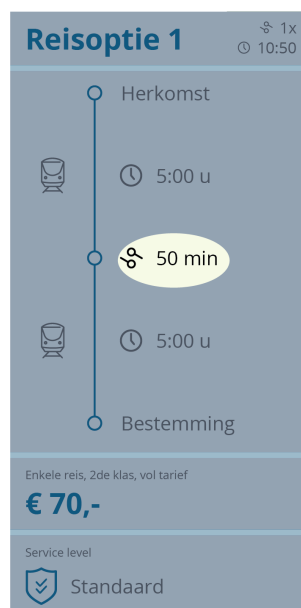 Reisoptie 1
1x
10:50
Herkomst
5:00 u
50 min
5:00 u
Bestemming
Enkele reis, 2de klas, vol tarief
€ 70,-
Service level
Standaard